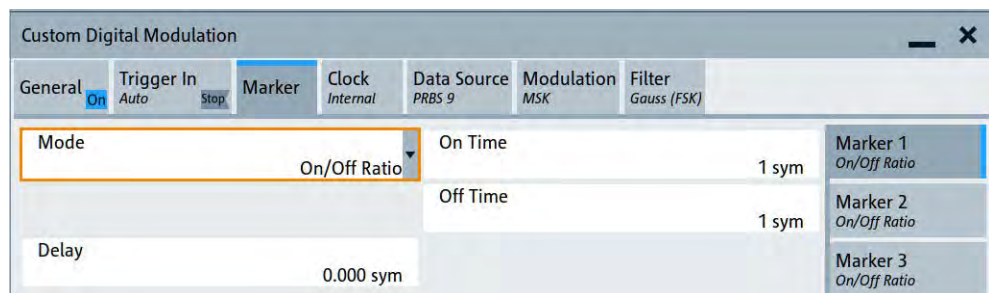 Custom Digital Modulation
General On
Trigger In
Auto Stop
Marker
Clock
Internal
Data Source
PRBS 9
Modulation
MSK
Filter
Gauss (FSK)
Mode
On/Off Ratio
On Time
1 sym
Off Time
1 sym
Delay
0.000 sym
Marker 1
On/Off Ratio
Marker 2
On/Off Ratio
Marker 3
On/Off Ratio